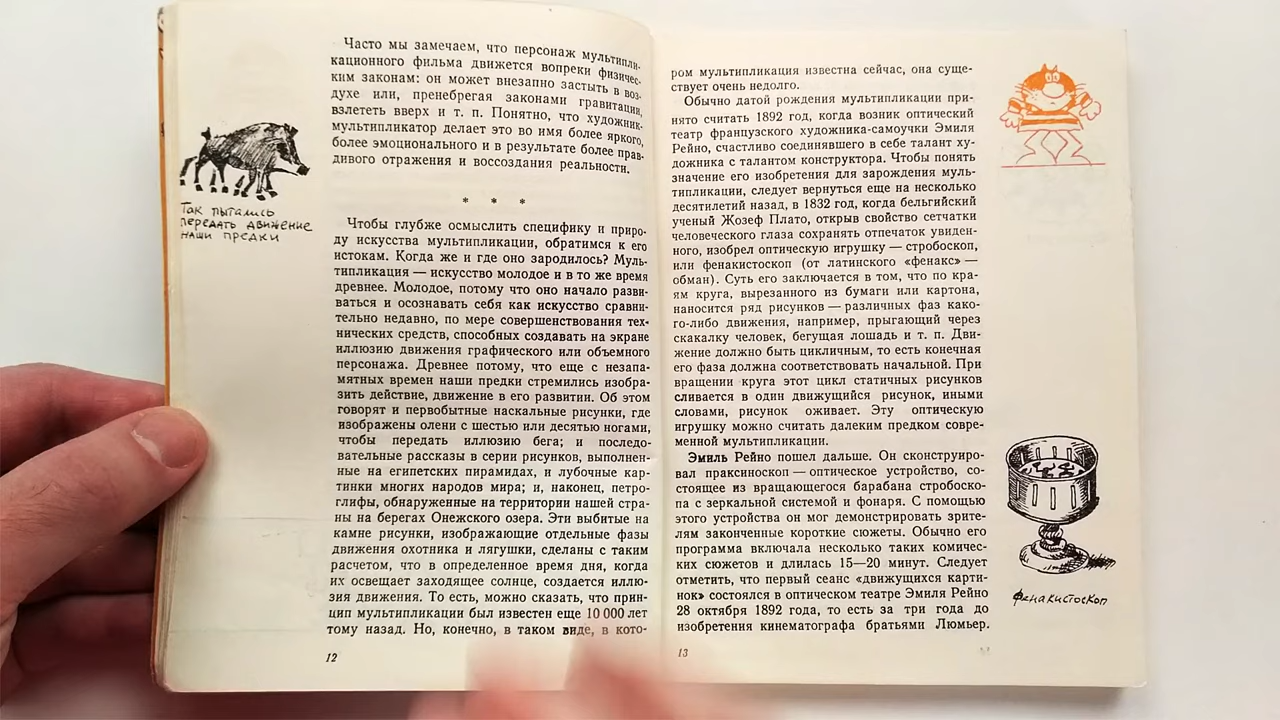 Часто мы замечаем, что персонаж мультипли-
кационного фильма движется вопреки физичес-
ким законам: он может внезапно застыть в воз-
духе или, пренебрегая законами гравитации,
взлететь вверх и т. п. Понятно, что художник-
мультипликатор делает это во имя более яркого,
более эмоционального и в результате более прав-
дивого отражения и воссоздания реальности.
* * *
Так пытались
передать движение
наши предки
Чтобы глубже осмыслить специфику и приро-
ду искусства мультипликации, обратимся к его
истокам. Когда же и где оно зародилось? Муль-
типликация — искусство молодое и в то же время
древнее. Молодое, потому что оно начало разви-
ваться и осознавать себя как искусство сравни-
тельно недавно, по мере совершенствования тех-
нических средств, способных создавать на экране
иллюзию движения графического или объемного
персонажа. Древнее потому, что еще с незапа-
мятных времен наши предки стремились изобра-
зить действие, движение в его развитии. Об этом
говорят и первобытные наскальные рисунки, где
изображены олени с шестью или десятью ногами,
чтобы передать иллюзию бега; и последо-
вательные рассказы в серии рисунков, выполнен-
ные на египетских пирамидах, и лубочные кар-
тинки многих народов мира; и, наконец, петро-
глифы, обнаруженные на территории нашей стра-
ны на берегах Онежского озера. Эти выбитые на
камне рисунки, изображающие отдельные фазы
движения охотника и лягушки, сделаны с таким
расчетом, что в определенное время дня, когда
их освещает заходящее солнце, создается иллю-
зия движения. То есть, можно сказать, что прин-
цип мультипликации был известен еще 10 000 лет
тому назад. Но, конечно, в таком виде, в кото-
12
ром мультипликация известна сейчас, она суще-
ствует очень недолго.
Обычно датой рождения мультипликации при-
нято считать 1892 год, когда возник оптический
театр французского художника-самоучки Эмиля
Рейно, счастливо соединявшего в себе талант ху-
дожника с талантом конструктора. Чтобы понять
значение его изобретения для зарождения муль-
типликации, следует вернуться еще на несколько
десятилетий назад, в 1832 год, когда бельгийский
ученый Жозеф Плато, открыв свойство сетчатки
человеческого глаза сохранять отпечаток увиден-
ного, изобрел оптическую игрушку — стробоскоп,
или фенакистоскоп (от латинского «фенакс» —
обман). Суть его заключается в том, что по кра-
ям круга, вырезанного из бумаги или картона,
наносится ряд рисунков — различных фаз како-
го-либо движения, например, прыгающий через
скакалку человек, бегущая лошадь и т. п. Дви-
жение должно быть цикличным, то есть конечная
его фаза должна соответствовать начальной. При
вращении круга этот цикл статичных рисунков
сливается в один движущийся рисунок, иными
словами, рисунок оживает. Эту оптическую
игрушку можно считать далеким предком совре-
менной мультипликации.
Эмиль Рейно пошел дальше. Он сконструиро-
вал праксиноскоп — оптическое устройство, со-
стоящее из вращающегося барабана стробоско-
па с зеркальной системой и фонаря. С помощью
этого устройства он мог демонстрировать зрите-
лям законченные короткие сюжеты. Обычно его
программа включала несколько таких комичес-
ких сюжетов и длилась 15—20 минут. Следует
отметить, что первый сеанс «движущихся карти-
нок» состоялся в оптическом театре Эмиля Рейно
28 октября 1892 года, то есть за три года до
изобретения кинематографа братьями Люмьер.
фенакистоскоп
13